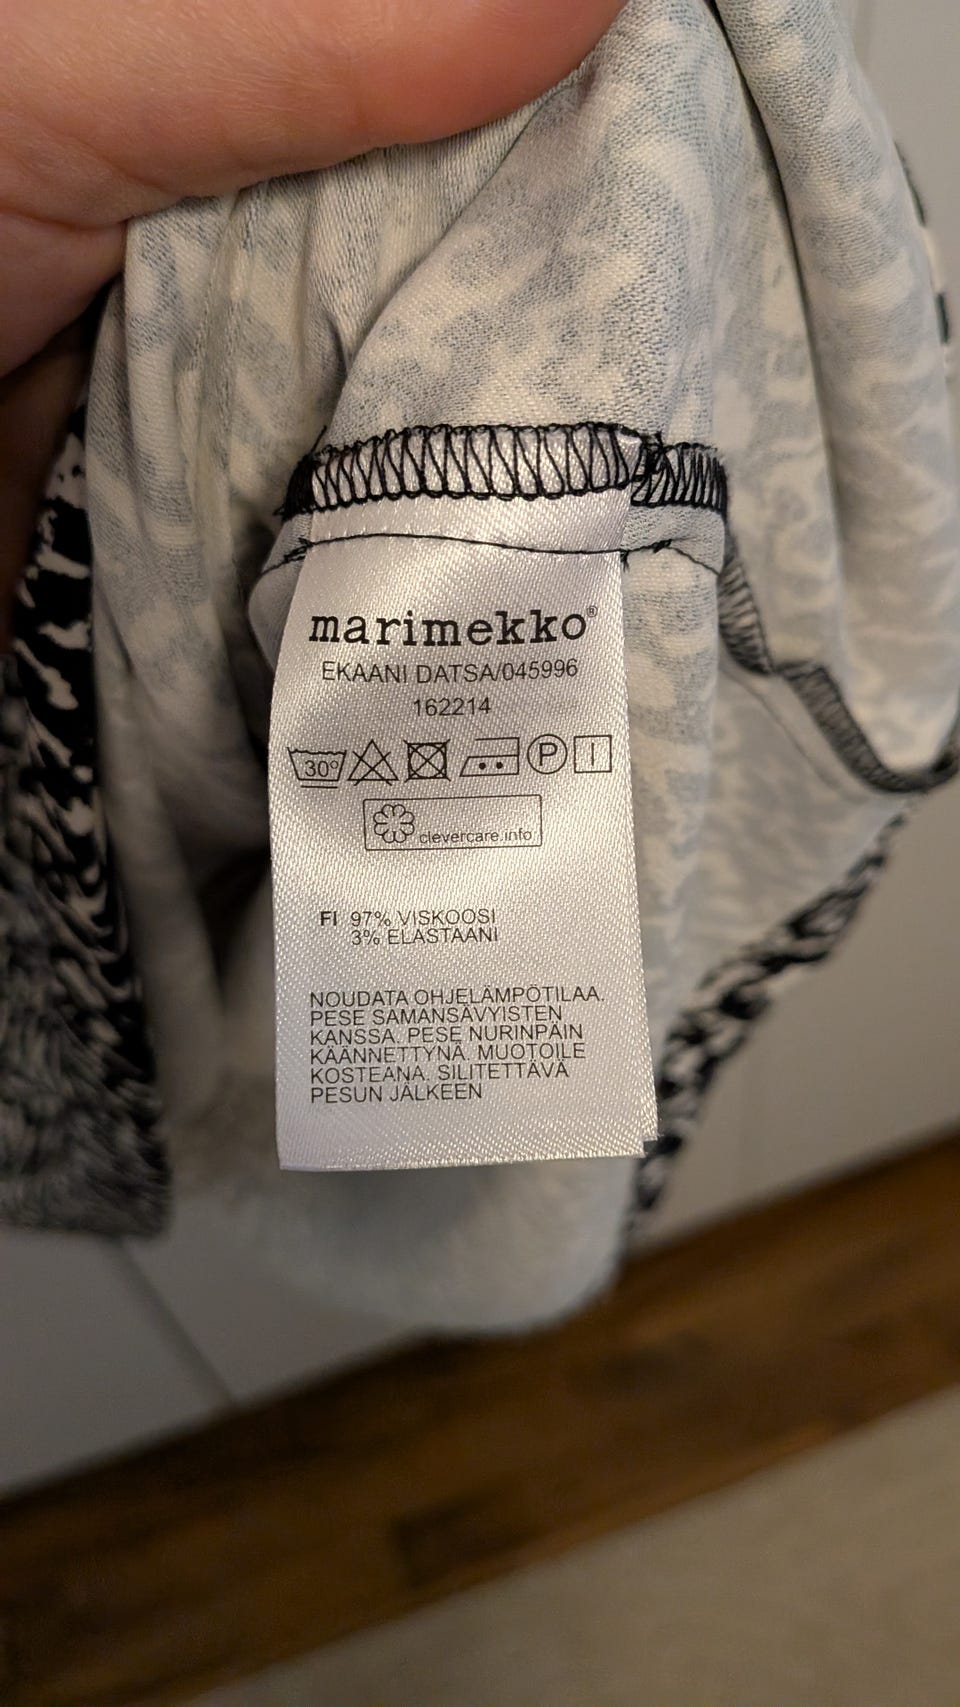 marimekko®
EKAANI DATSA/045996
162214
30° P I
clevercare.info
FI 97% VISKOOSI
3% ELASTAANI
NOUDATA OHJELÄMPÖTILAA.
PESE SAMANSÄVYISTEN
KANSSA. PESE NURINPÄIN
KÄÄNNETTYNÄ. MUOTOILE
KOSTEANA. SILITETTÄVÄ
PESUN JÄLKEEN